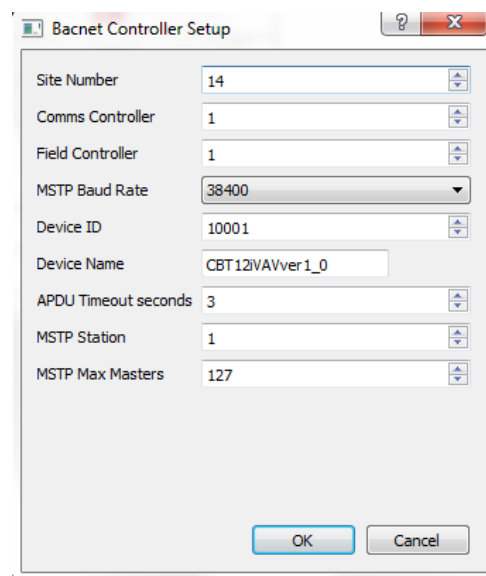 Bacnet Controller Setup
Site Number 14
Comms Controller 1
Field Controller 1
MSTP Baud Rate 38400
Device ID 10001
Device Name CBT12iVAVver1_0
APDU Timeout seconds 3
MSTP Station 1
MSTP Max Masters 127
OK Cancel